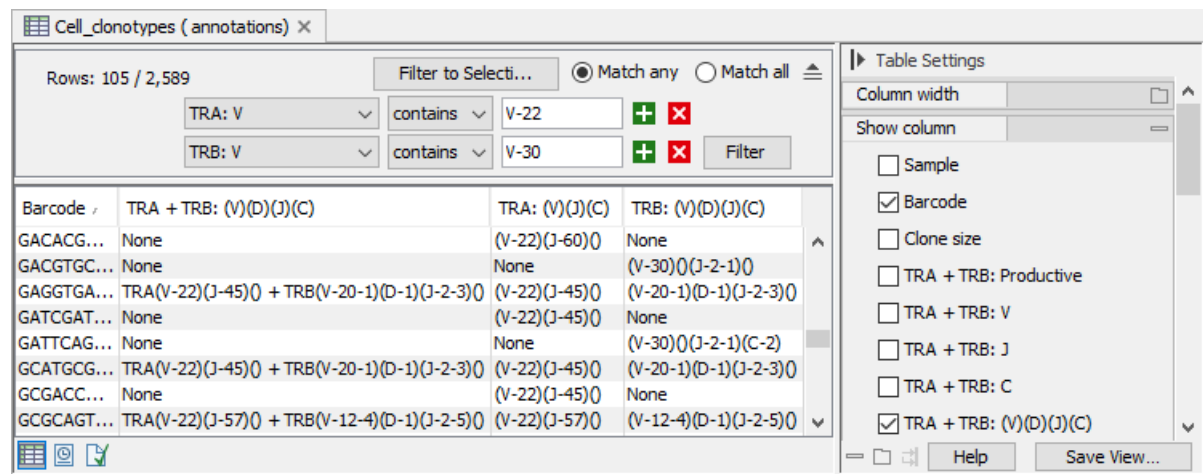 Cell_clonotypes ( annotations)
Rows: 105 / 2,589
Filter to Selecti...
Match any
Match all
TRA: V
contains
V-22
TRB: V
contains
V-30
Filter
Barcode TRA + TRB: (V)(D)(J)(C) TRA: (V)(J)(C) TRB: (V)(D)(J)(C)
GACACG... None (V-22)(J-60)() None
GACGTGC... None None (V-30)()(J-2-1)()
GAGGTGA... TRA(V-22)(J-45)() + TRB(V-20-1)(D-1)(J-2-3)() (V-22)(J-45)() (V-20-1)(D-1)(J-2-3)()
GATCGAT... None (V-22)(J-45)() None
GATTCAG... None None (V-30)()(J-2-1)(C-2)
GCATGCG... TRA(V-22)(J-45)() + TRB(V-20-1)(D-1)(J-2-3)() (V-22)(J-45)() (V-20-1)(D-1)(J-2-3)()
GCGACC... None (V-22)(J-45)() None
GCGCAGT... TRA(V-22)(J-57)() + TRB(V-12-4)(D-1)(J-2-5)() (V-22)(J-57)() (V-12-4)(D-1)(J-2-5)()
Table Settings
Column width
Show column
Sample
Barcode
Clone size
TRA + TRB: Productive
TRA + TRB: V
TRA + TRB: J
TRA + TRB: C
TRA + TRB: (V)(D)(J)(C)
Help
Save View...